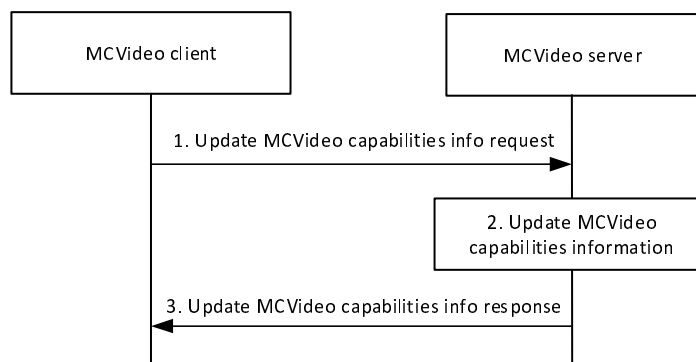 MCVideo client
MCVideo server
1. Update MCVideo capabilities info request
2. Update MCVideo
capabilities information
3. Update MCVideo capabilities info response